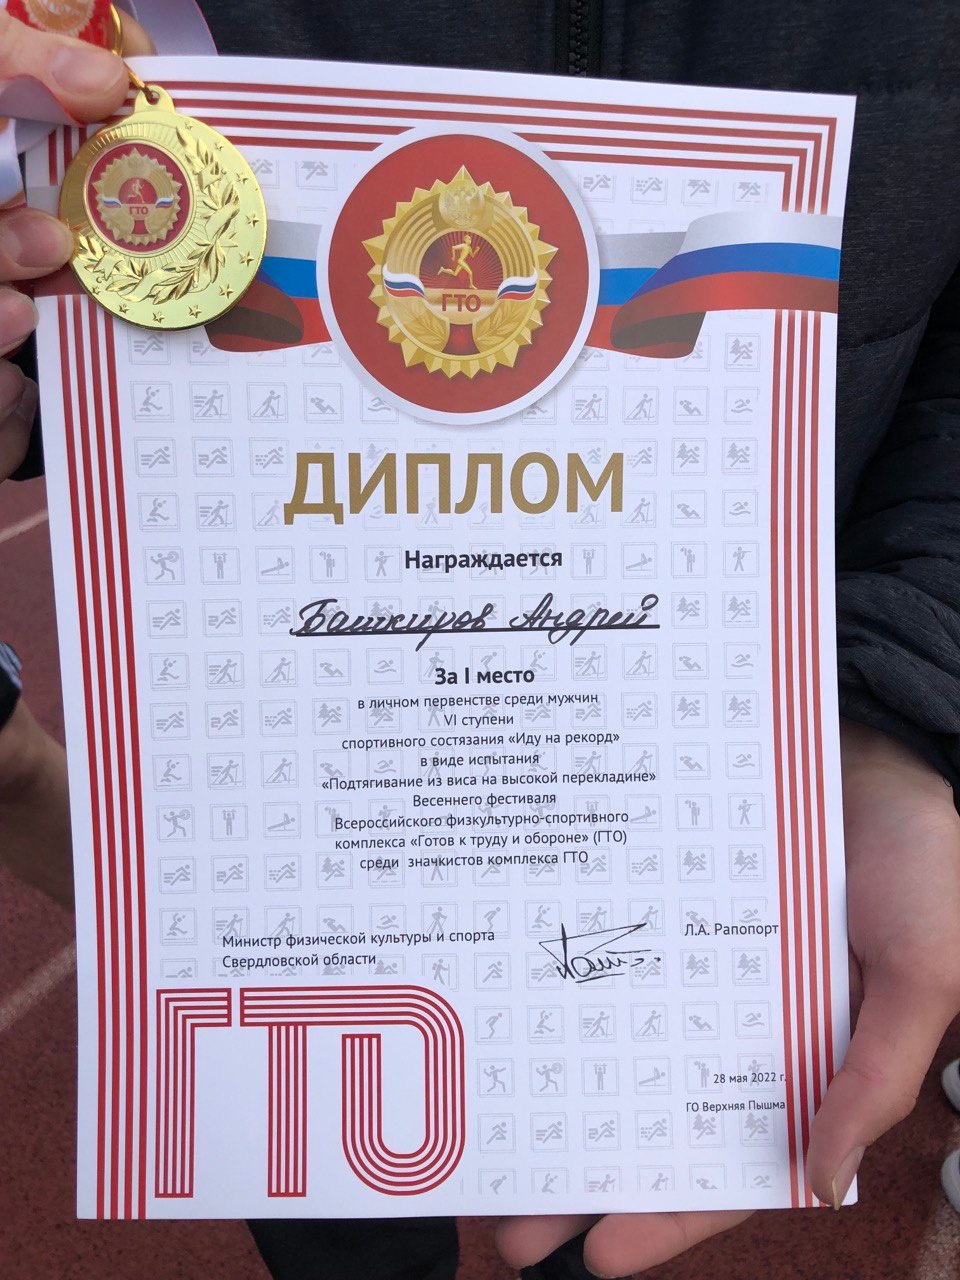 ГТО
ГТО
ДИПЛОМ
Награждается
Башкиров Андрей
За I место
в личном первенстве среди мужчин
VI ступени
спортивного состязания «Иду на рекорд»
в виде испытания
«Подтягивание из виса на высокой перекладине»
Весеннего фестиваля
Всероссийского физкультурно-спортивного
комплекса «Готов к труду и обороне» (ГТО)
среди значкистов комплекса ГТО
Министр физической культуры и спорта
Свердловской области
Л.А. Рапопорт
ГТО
28 мая 2022 г.
ГО Верхняя Пышма